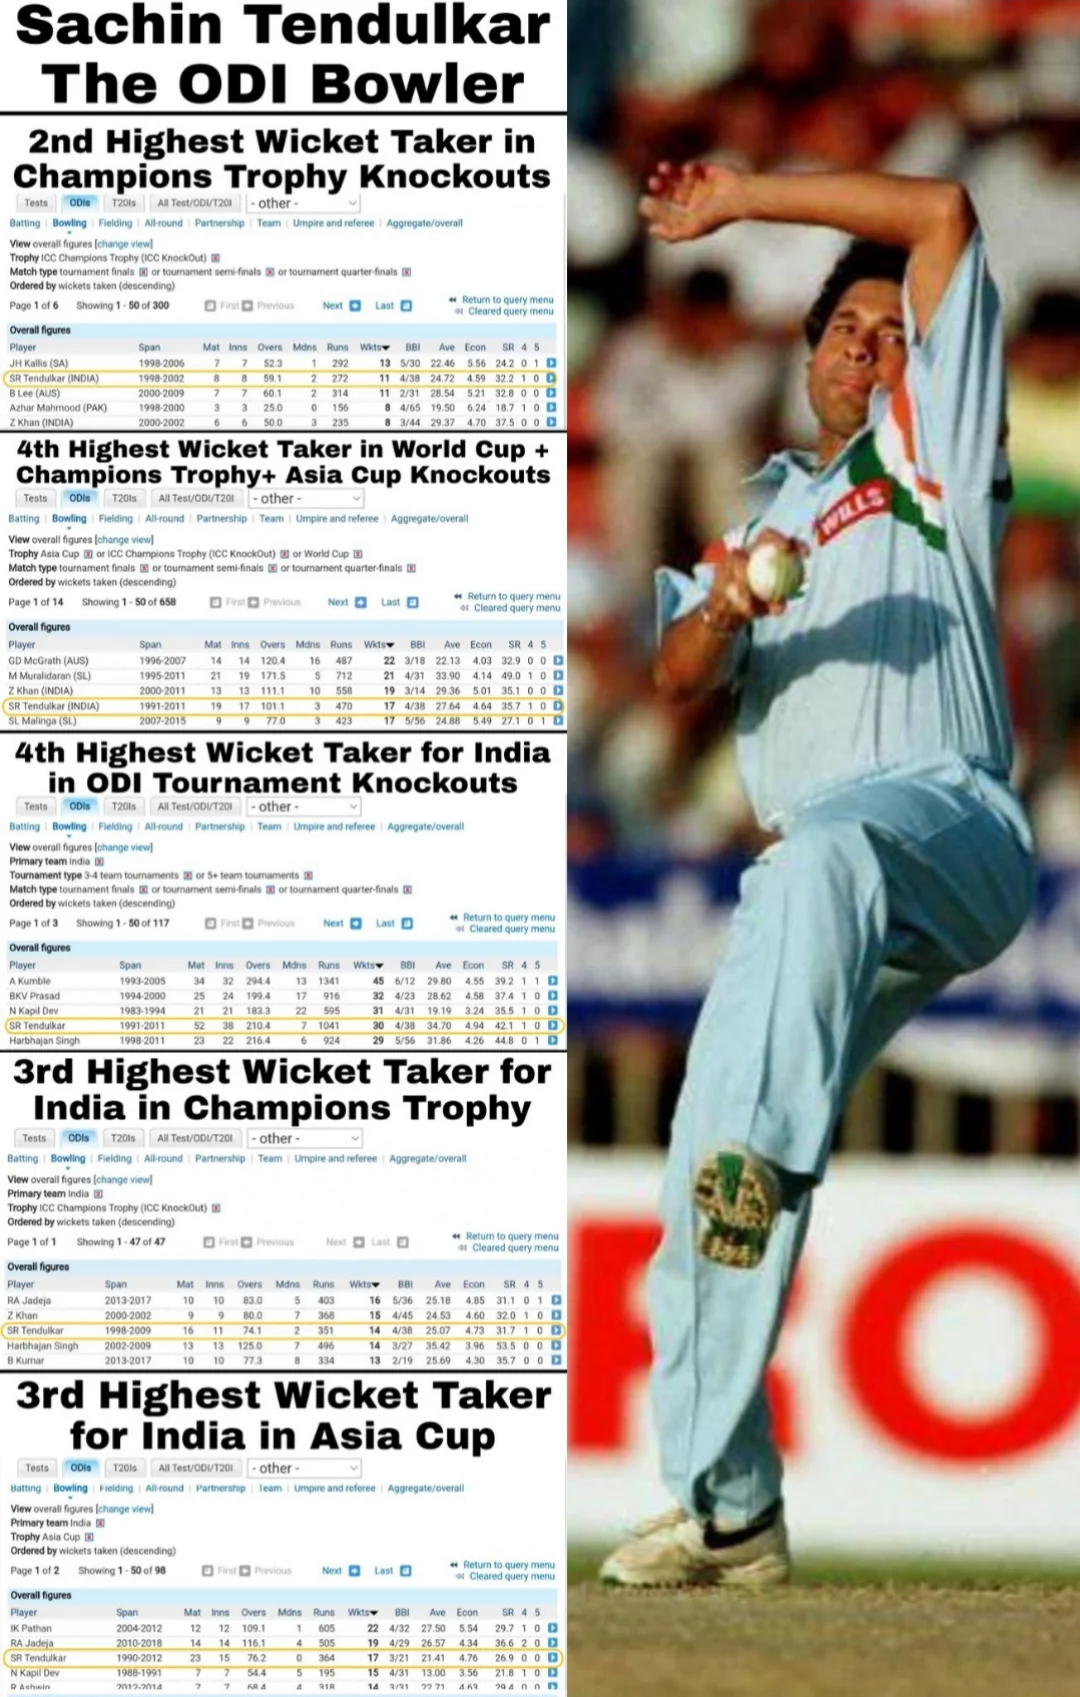 Sachin Tendulkar
The ODI Bowler
2nd Highest Wicket Taker in
Champions Trophy Knockouts
Tests ODIs T20Is All Test/ODI/T20I - other -
Batting | Bowling | Fielding | All-round | Partnership | Team | Umpire and referee | Aggregate/overall
View overall figures [change view]
Trophy ICC Champions Trophy (ICC KnockOut)
Match type tournament finals or tournament semi-finals or tournament quarter-finals
Ordered by wickets taken (descending)
Page 1 of 6 Showing 1 - 50 of 300 First Previous Next Last Return to query menu
Cleared query menu
Overall figures
Player Span Mat Inns Overs Mdns Runs Wkts BBI Ave Econ SR 4 5
JH Kallis (SA) 1998-2006 7 7 52.3 1 292 13 5/30 22.46 5.56 24.2 0 1
SR Tendulkar (INDIA) 1998-2002 8 8 59.1 2 272 11 4/38 24.72 4.59 32.2 1 0
B Lee (AUS) 2000-2009 7 7 60.1 2 314 11 2/31 28.54 5.21 32.8 0 0
Azhar Mahmood (PAK) 1998-2000 3 3 25.0 0 156 8 4/65 19.50 6.24 18.7 1 0
Z Khan (INDIA) 2000-2002 6 6 50.0 3 235 8 3/44 29.37 4.70 37.5 0 0
4th Highest Wicket Taker in World Cup +
Champions Trophy+ Asia Cup Knockouts
Tests ODIs T20Is All Test/ODI/T20I - other -
Batting | Bowling | Fielding | All-round | Partnership | Team | Umpire and referee | Aggregate/overall
View overall figures [change view]
Trophy Asia Cup or ICC Champions Trophy (ICC KnockOut) or World Cup
Match type tournament finals or tournament semi-finals or tournament quarter-finals
Ordered by wickets taken (descending)
Page 1 of 14 Showing 1 - 50 of 658 First Previous Next Last Return to query menu
Cleared query menu
Overall figures
Player Span Mat Inns Overs Mdns Runs Wkts BBI Ave Econ SR 4 5
GD McGrath (AUS) 1996-2007 14 14 120.4 16 487 22 3/18 22.13 4.03 32.9 0 0
M Muralidaran (SL) 1995-2011 21 19 171.5 5 712 21 4/31 33.90 4.14 49.0 1 0
Z Khan (INDIA) 2000-2011 13 13 111.1 10 558 19 3/14 29.36 5.01 35.1 0 0
SR Tendulkar (INDIA) 1991-2011 19 17 101.1 3 470 17 4/38 27.64 4.64 35.7 1 0
SL Malinga (SL) 2007-2015 9 9 77.0 3 423 17 5/56 24.88 5.49 27.1 0 1
4th Highest Wicket Taker for India
in ODI Tournament Knockouts
Tests ODIs T20Is All Test/ODI/T20I - other -
Batting | Bowling | Fielding | All-round | Partnership | Team | Umpire and referee | Aggregate/overall
View overall figures [change view]
Primary team India
Tournament type 3-4 team tournaments or 5+ team tournaments
Match type tournament finals or tournament semi-finals or tournament quarter-finals
Ordered by wickets taken (descending)
Page 1 of 3 Showing 1 - 50 of 117 First Previous Next Last Return to query menu
Cleared query menu
Overall figures
Player Span Mat Inns Overs Mdns Runs Wkts BBI Ave Econ SR 4 5
A Kumble 1993-2005 34 32 294.4 13 1341 45 6/12 29.80 4.55 39.2 1 1
BKV Prasad 1994-2000 25 24 199.4 17 916 32 4/23 28.62 4.58 37.4 1 0
N Kapil Dev 1983-1994 21 21 183.3 22 595 31 4/31 19.19 3.24 35.5 1 0
SR Tendulkar 1991-2011 52 38 210.4 7 1041 30 4/38 34.70 4.94 42.1 1 0
Harbhajan Singh 1998-2011 23 22 216.4 6 924 29 5/56 31.86 4.26 44.8 0 1
3rd Highest Wicket Taker for
India in Champions Trophy
Tests ODIs T20Is All Test/ODI/T20I - other -
Batting | Bowling | Fielding | All-round | Partnership | Team | Umpire and referee | Aggregate/overall
View overall figures [change view]
Primary team India
Trophy ICC Champions Trophy (ICC KnockOut)
Ordered by wickets taken (descending)
Page 1 of 1 Showing 1 - 47 of 47 First Previous Next Last Return to query menu
Cleared query menu
Overall figures
Player Span Mat Inns Overs Mdns Runs Wkts BBI Ave Econ SR 4 5
RA Jadeja 2013-2017 10 10 83.0 5 403 16 5/36 25.18 4.85 31.1 0 1
Z Khan 2000-2002 9 9 80.0 7 368 15 4/45 24.53 4.60 32.0 1 0
SR Tendulkar 1998-2009 16 11 74.1 2 351 14 4/38 25.07 4.73 31.7 1 0
Harbhajan Singh 2002-2009 13 13 125.0 7 496 14 3/27 35.42 3.96 53.5 0 0
B Kumar 2013-2017 10 10 77.3 8 334 13 2/19 25.69 4.30 35.7 0 0
3rd Highest Wicket Taker
for India in Asia Cup
Tests ODIs T20Is All Test/ODI/T20I - other -
Batting | Bowling | Fielding | All-round | Partnership | Team | Umpire and referee | Aggregate/overall
View overall figures [change view]
Primary team India
Trophy Asia Cup
Ordered by wickets taken (descending)
Page 1 of 2 Showing 1 - 50 of 98 First Previous Next Last Return to query menu
Cleared query menu
Overall figures
Player Span Mat Inns Overs Mdns Runs Wkts BBI Ave Econ SR 4 5
IK Pathan 2004-2012 12 12 109.1 1 605 22 4/32 27.50 5.54 29.7 1 0
RA Jadeja 2010-2018 14 14 116.1 4 505 19 4/29 26.57 4.34 36.6 2 0
SR Tendulkar 1990-2012 23 15 76.2 0 364 17 3/21 21.41 4.76 26.9 0 0
N Kapil Dev 1988-1991 7 7 54.4 5 195 15 4/31 13.00 3.56 21.8 1 0
R Ashwin 2012-2014 7 7 68.4 4 318 14 3/31 22.71 4.63 29.4 0 0
WILLS
RO